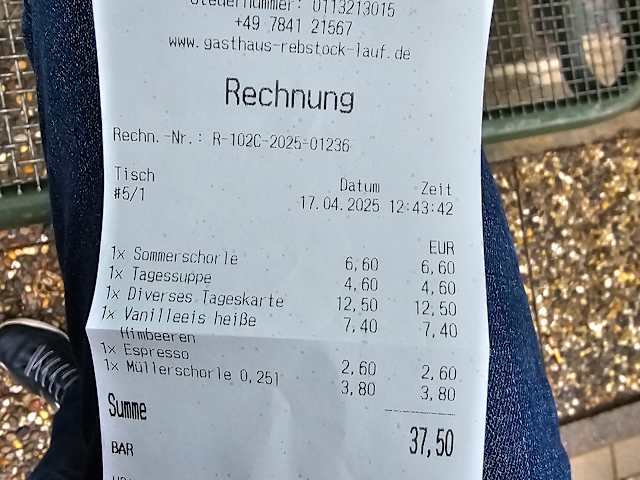 Steuernummer: 0113213015
+49 7841 21567
www.gasthaus-rebstock-lauf.de
Rechnung
Rechn.-Nr.: R-102C-2025-01236
Tisch Datum Zeit
#5/1 17.04.2025 12:43:42
EUR
1x Sommerschorle 6,60 6,60
1x Tagessuppe 4,60 4,60
1x Diverses Tageskarte 12,50 12,50
1x Vanilleeis heiße 7,40 7,40
Himbeeren
1x Espresso 2,60 2,60
1x Müllerschorle 0,25l 3,80 3,80
Summe 37,50
BAR